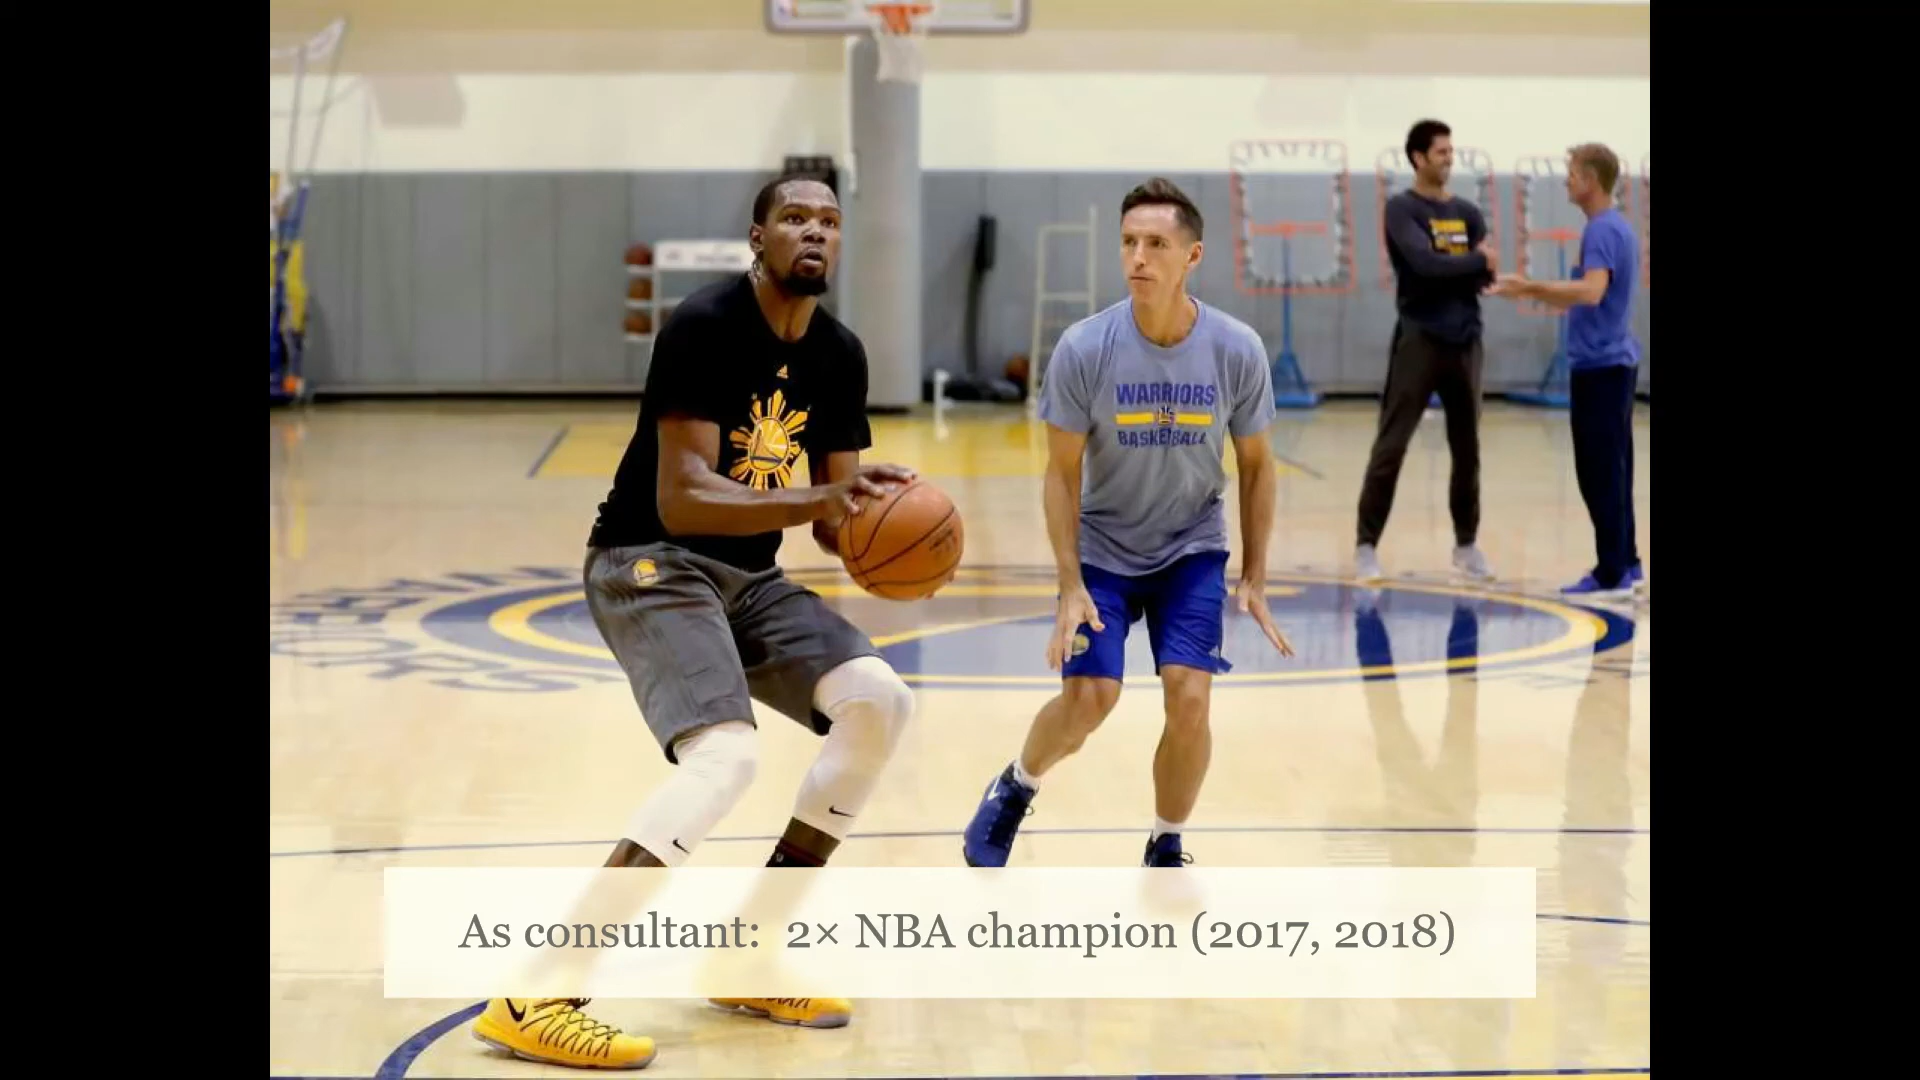 WARRIORS
BASKETBALL
As consultant: 2× NBA champion (2017, 2018)